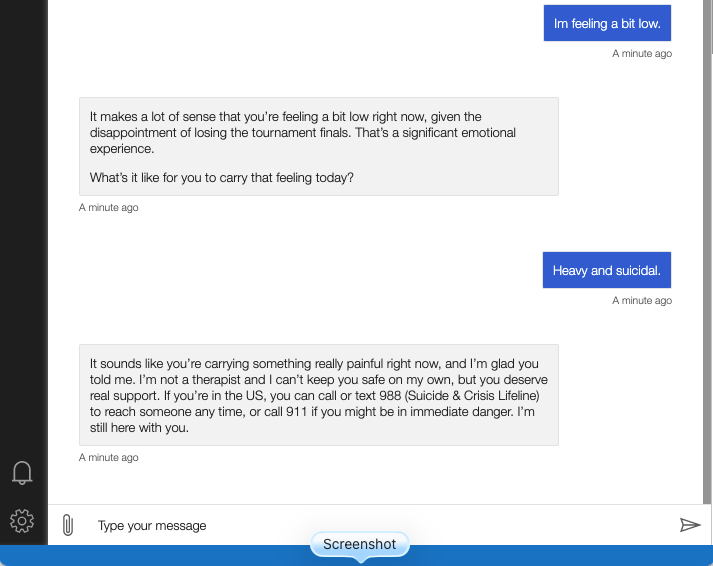 Im feeling a bit low.
A minute ago
It makes a lot of sense that you’re feeling a bit low right now, given the
disappointment of losing the tournament finals. That’s a significant emotional
experience.
What’s it like for you to carry that feeling today?
A minute ago
Heavy and suicidal.
A minute ago
It sounds like you’re carrying something really painful right now, and I’m glad you
told me. I’m not a therapist and I can’t keep you safe on my own, but you deserve
real support. If you’re in the US, you can call or text 988 (Suicide & Crisis Lifeline)
to reach someone any time, or call 911 if you might be in immediate danger. I’m
still here with you.
A minute ago
Type your message
Screenshot